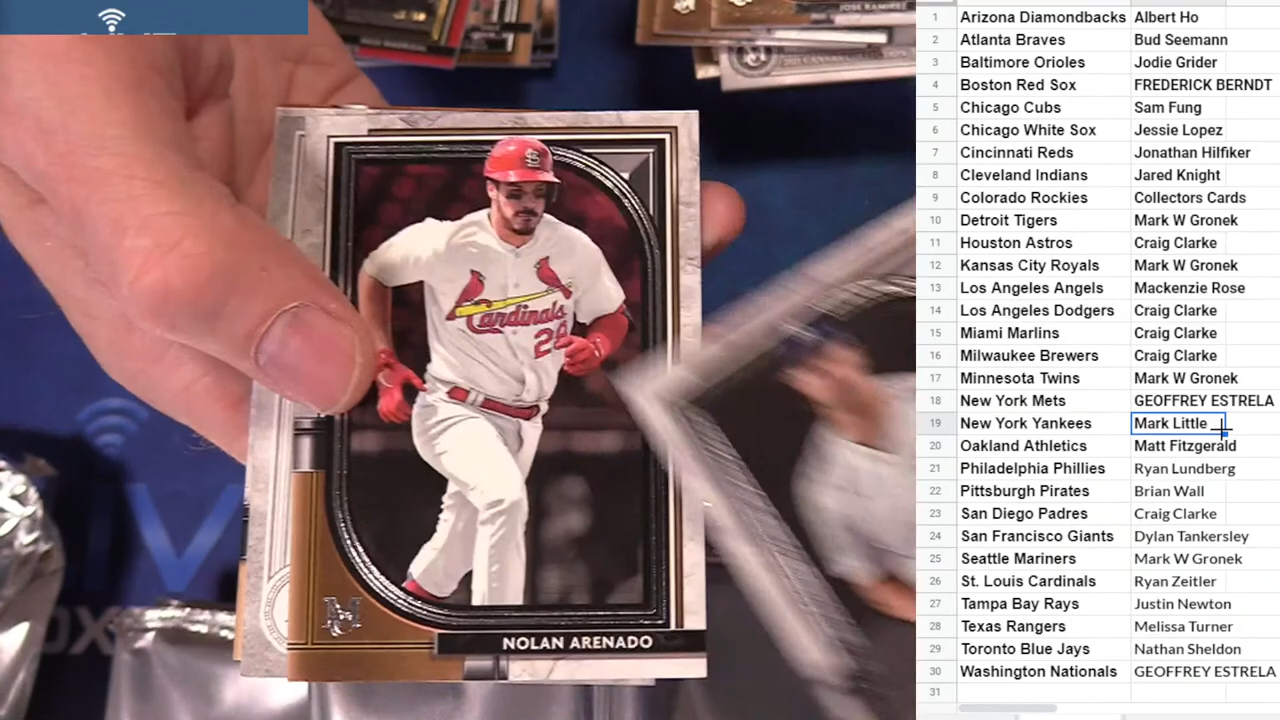 JOSE RAMIREZ
Cardinals
28
NOLAN ARENADO
1 Arizona Diamondbacks Albert Ho
2 Atlanta Braves Bud Seemann
3 Baltimore Orioles Jodie Grider
4 Boston Red Sox FREDERICK BERNDT
5 Chicago Cubs Sam Fung
6 Chicago White Sox Jessie Lopez
7 Cincinnati Reds Jonathan Hilfiker
8 Cleveland Indians Jared Knight
9 Colorado Rockies Collectors Cards
10 Detroit Tigers Mark W Gronek
11 Houston Astros Craig Clarke
12 Kansas City Royals Mark W Gronek
13 Los Angeles Angels Mackenzie Rose
14 Los Angeles Dodgers Craig Clarke
15 Miami Marlins Craig Clarke
16 Milwaukee Brewers Craig Clarke
17 Minnesota Twins Mark W Gronek
18 New York Mets GEOFFREY ESTRELA
19 New York Yankees Mark Little
20 Oakland Athletics Matt Fitzgerald
21 Philadelphia Phillies Ryan Lundberg
22 Pittsburgh Pirates Brian Wall
23 San Diego Padres Craig Clarke
24 San Francisco Giants Dylan Tankersley
25 Seattle Mariners Mark W Gronek
26 St. Louis Cardinals Ryan Zeitler
27 Tampa Bay Rays Justin Newton
28 Texas Rangers Melissa Turner
29 Toronto Blue Jays Nathan Sheldon
30 Washington Nationals GEOFFREY ESTRELA
31